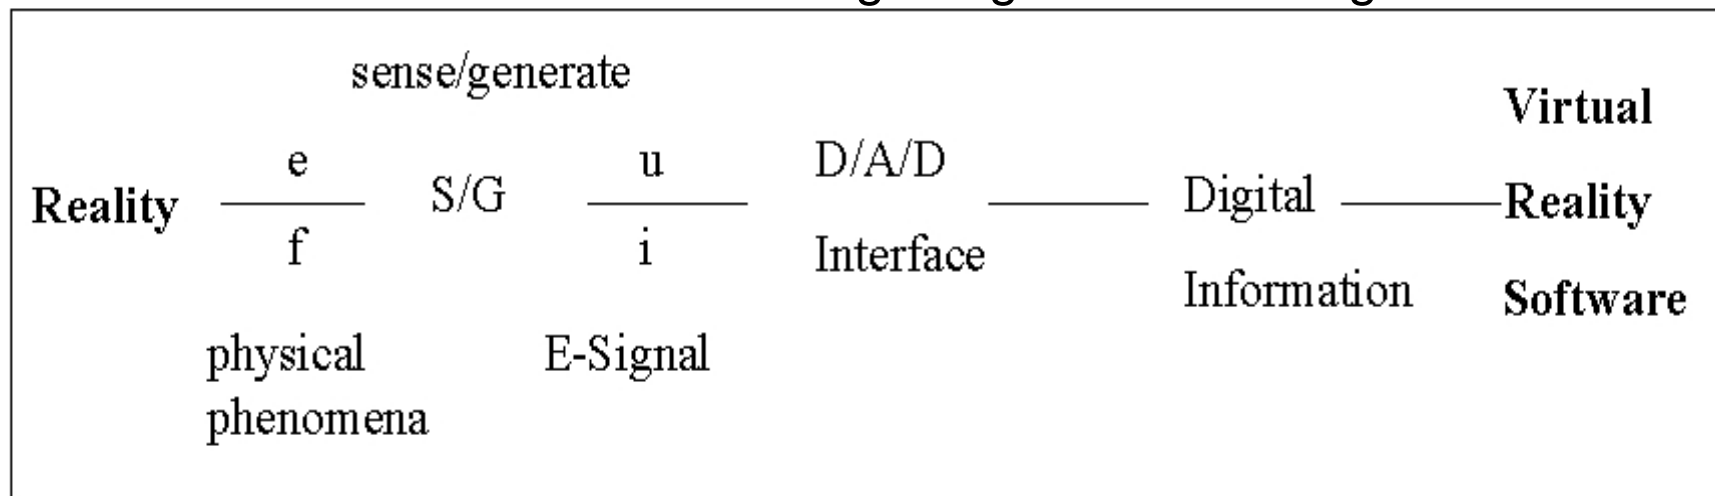 sense/generate
Virtual
e
u
D/A/D
Reality
S/G
Digital
Reality
f
i
Interface
Information
Software
physical
E-Signal
phenomena